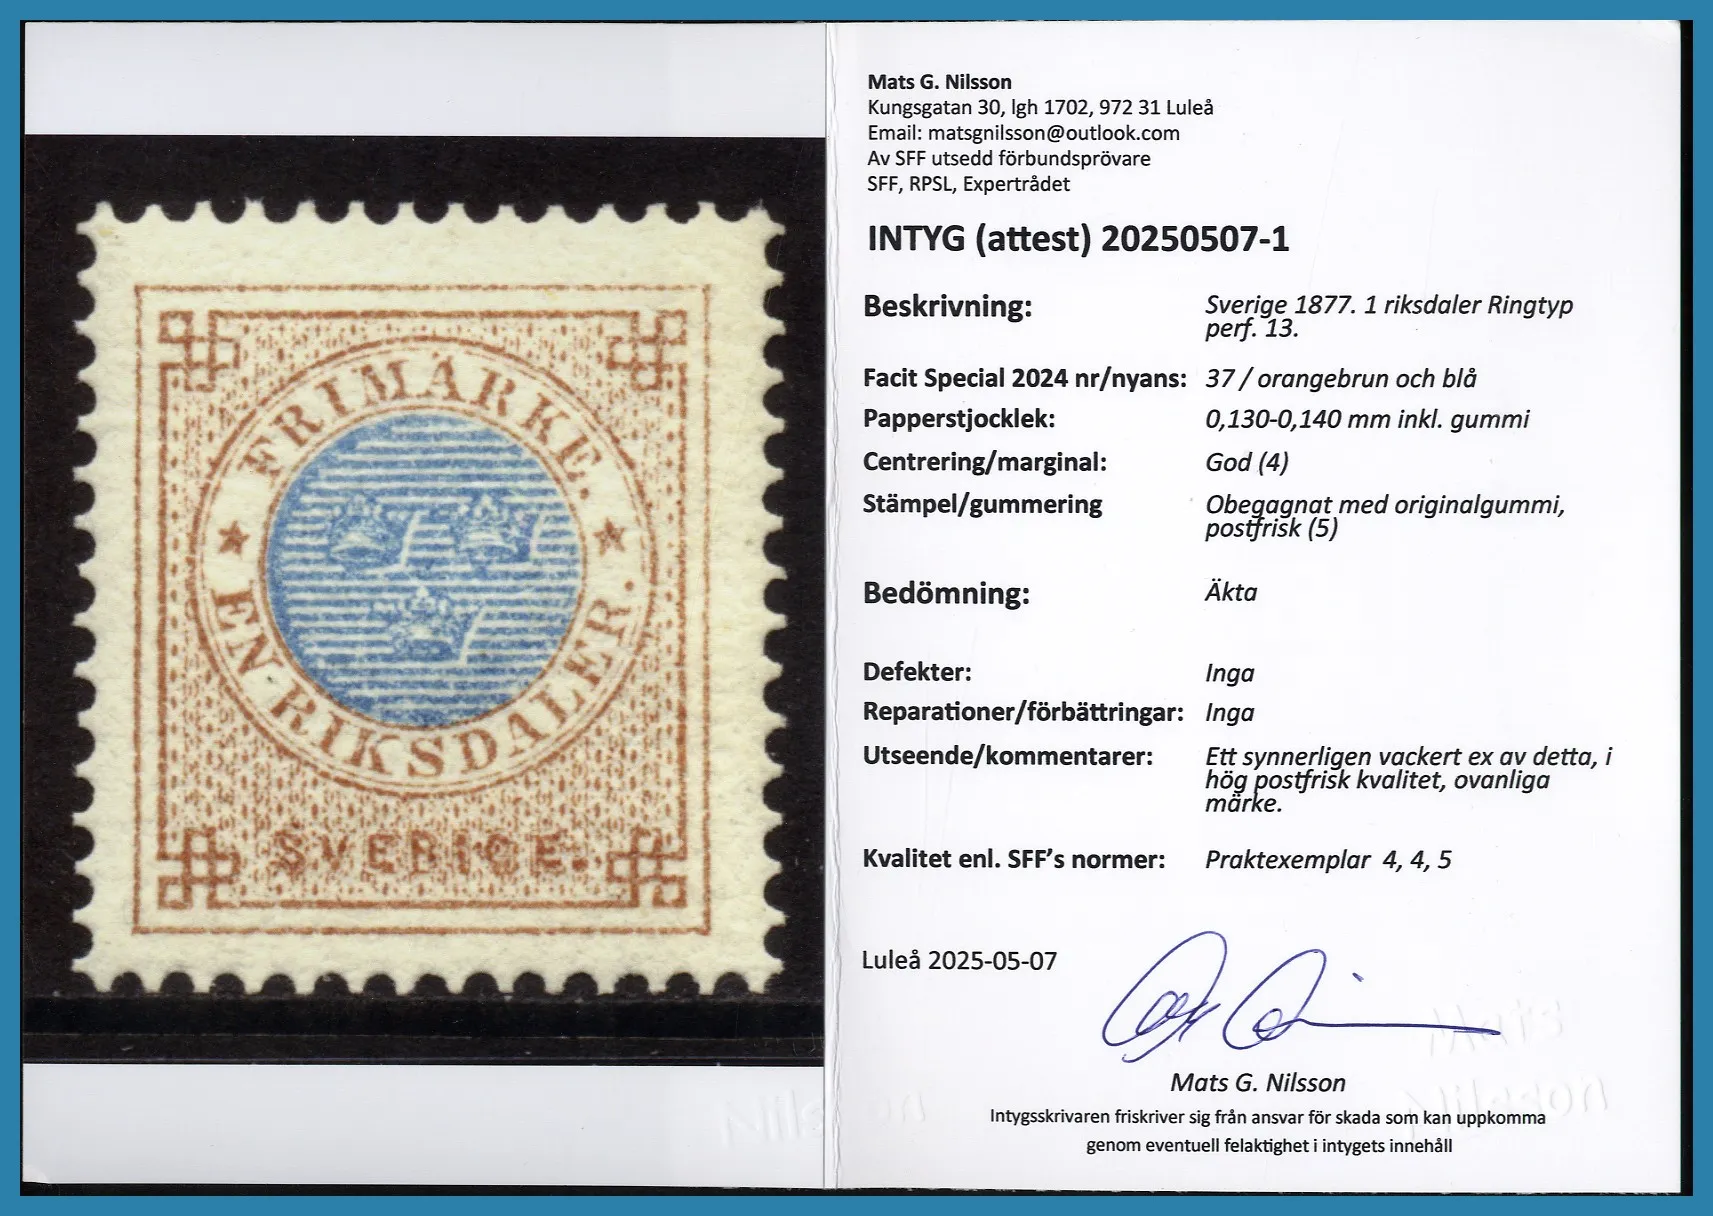 FRIMÄRKE.
EN RIKSDALER.
SVERIGE.
Mats G. Nilsson
Kungsgatan 30, lgh 1702, 972 31 Luleå
Email: matsgnilsson@outlook.com
Av SFF utsedd förbundsprövare
SFF, RPSL, Expertrådet
INTYG (attest) 20250507-1
Beskrivning: Sverige 1877. 1 riksdaler Ringtyp
perf. 13.
Facit Special 2024 nr/nyans: 37 / orangebrun och blå
Papperstjocklek: 0,130-0,140 mm inkl. gummi
Centrering/marginal: God (4)
Stämpel/gummering Obegagnat med originalgummi,
postfrisk (5)
Bedömning: Äkta
Defekter: Inga
Reparationer/förbättringar: Inga
Utseende/kommentarer: Ett synnerligen vackert ex av detta, i
hög postfrisk kvalitet, ovanliga
märke.
Kvalitet enl. SFF's normer: Praktexemplar 4, 4, 5
Luleå 2025-05-07
Mats G. Nilsson
Intygsskrivaren friskriver sig från ansvar för skada som kan uppkomma
genom eventuell felaktighet i intygets innehåll